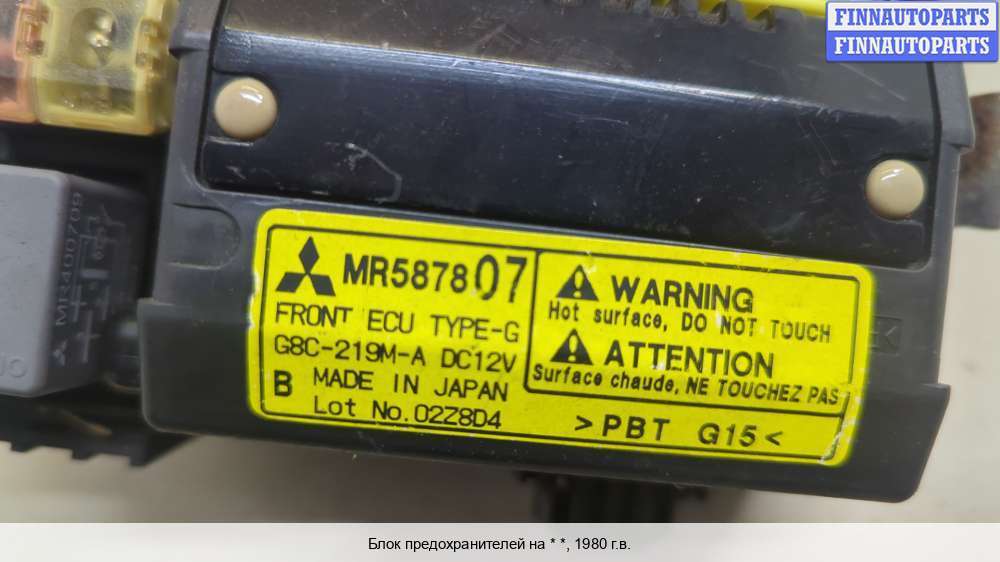 FINNAUTOPARTS
FINNAUTOPARTS
MR587807
FRONT ECU TYPE-G
G8C-219M-A DC12V
B MADE IN JAPAN
Lot No. 02Z8D4
WARNING
Hot surface, DO NOT TOUCH
ATTENTION
Surface chaude, NE TOUCHEZ PAS
>PBT G15<
MR400709
Блок предохранителей на * *, 1980 г.в.